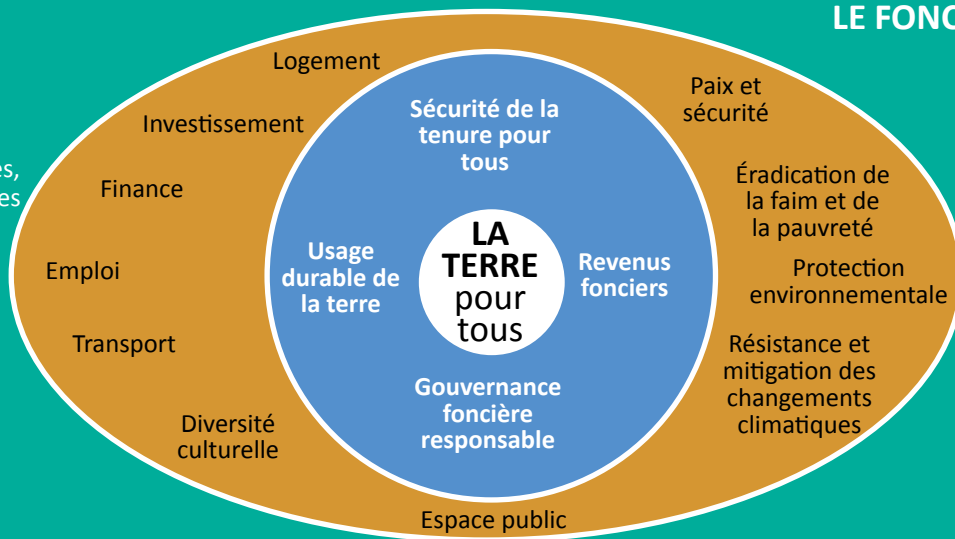 LE FONC
Logement
Investissement
es,
es
Finance
Emploi
Transport
Diversité
culturelle
Sécurité de la
tenure pour
tous
Usage
durable de
la terre
LA
TERRE
pour
tous
Revenus
fonciers
Gouvernance
foncière
responsable
Paix et
sécurité
Éradication de
la faim et de
la pauvreté
Protection
environnementale
Résistance et
mitigation des
changements
climatiques
Espace public